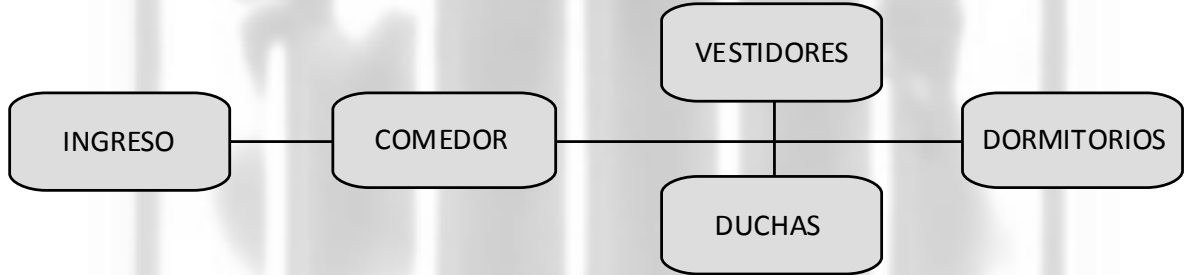 VESTIDORES
INGRESO
COMEDOR
DORMITORIOS
DUCHAS